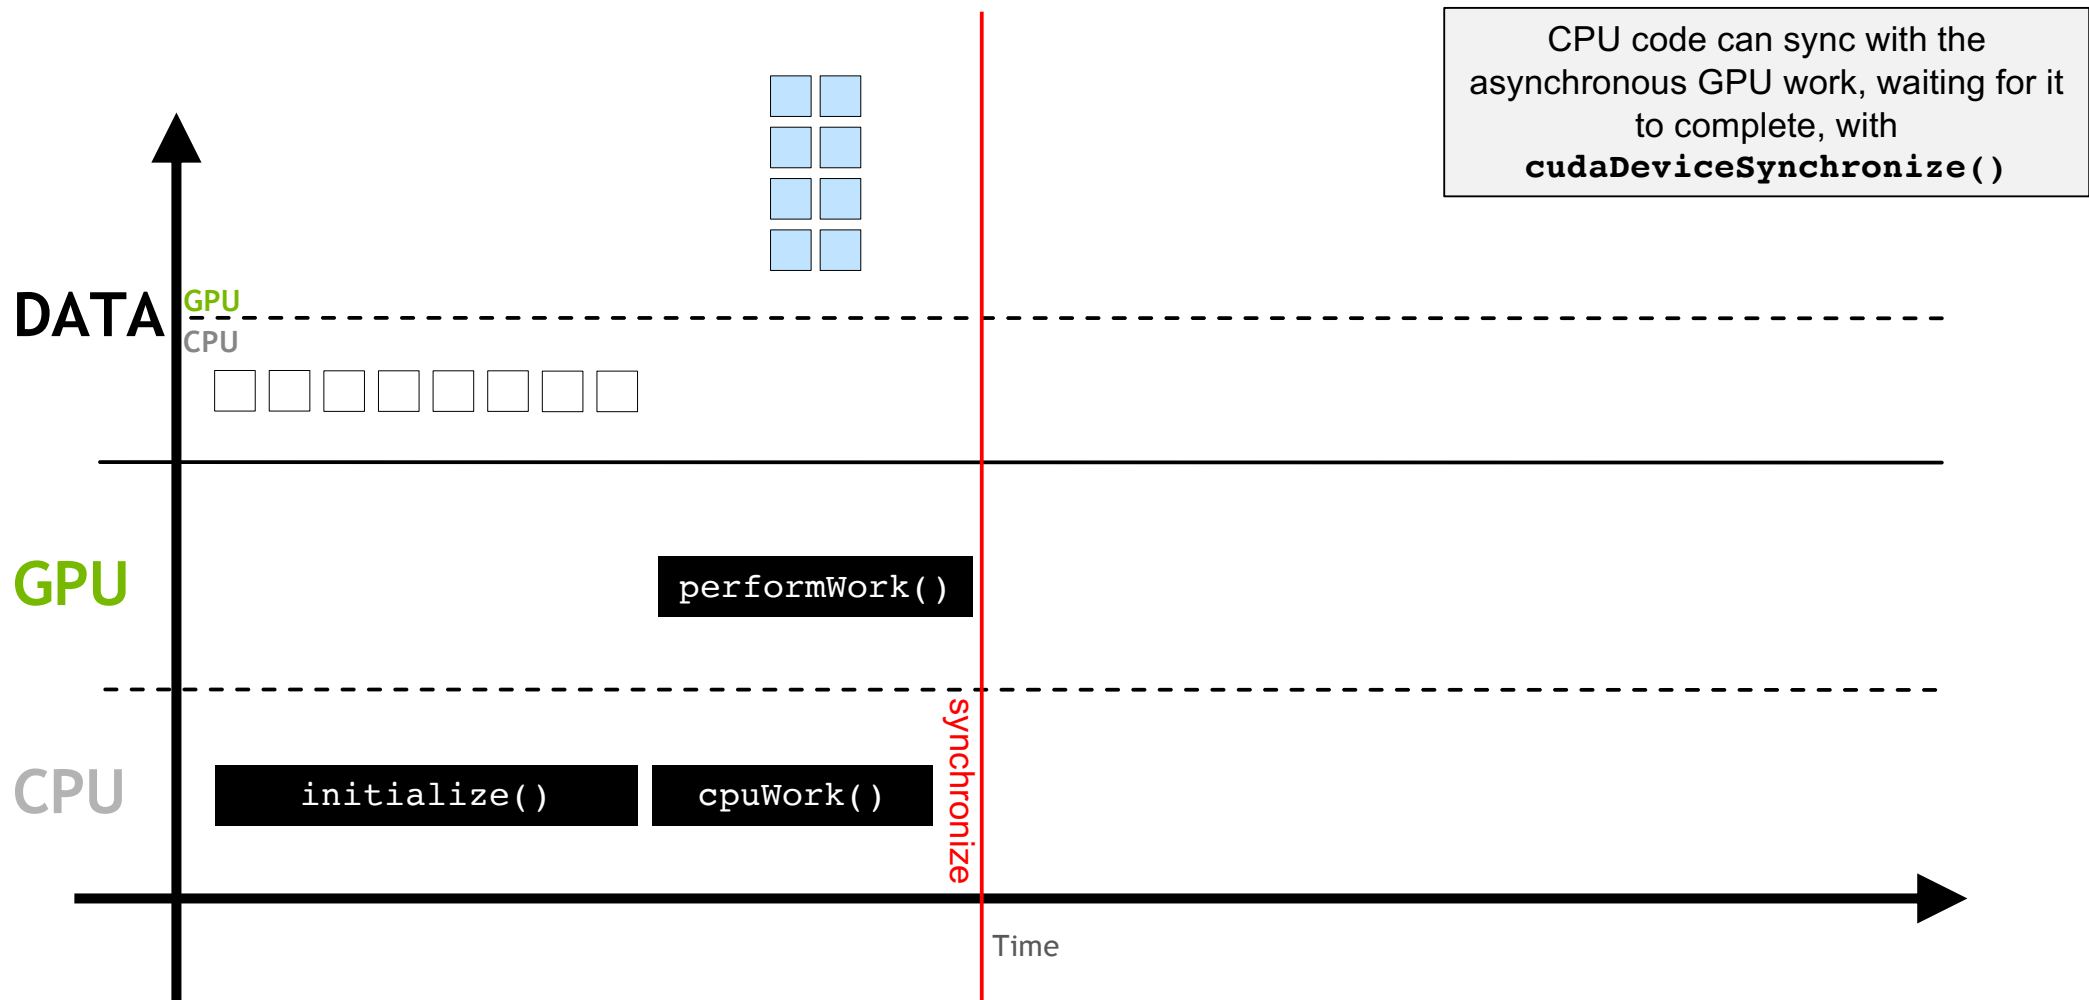 CPU code can sync with the
asynchronous GPU work, waiting for it
to complete, with
cudaDeviceSynchronize()
DATA
GPU
CPU
GPU
performWork()
CPU
initialize()
cpuWork()
synchronize
Time